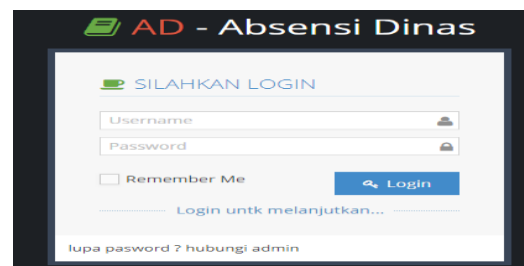 AD - Absensi Dinas
SILAHKAN LOGIN
Username
Password
Remember Me
Login
Login untk melanjutkan...
lupa pasword ? hubungi admin